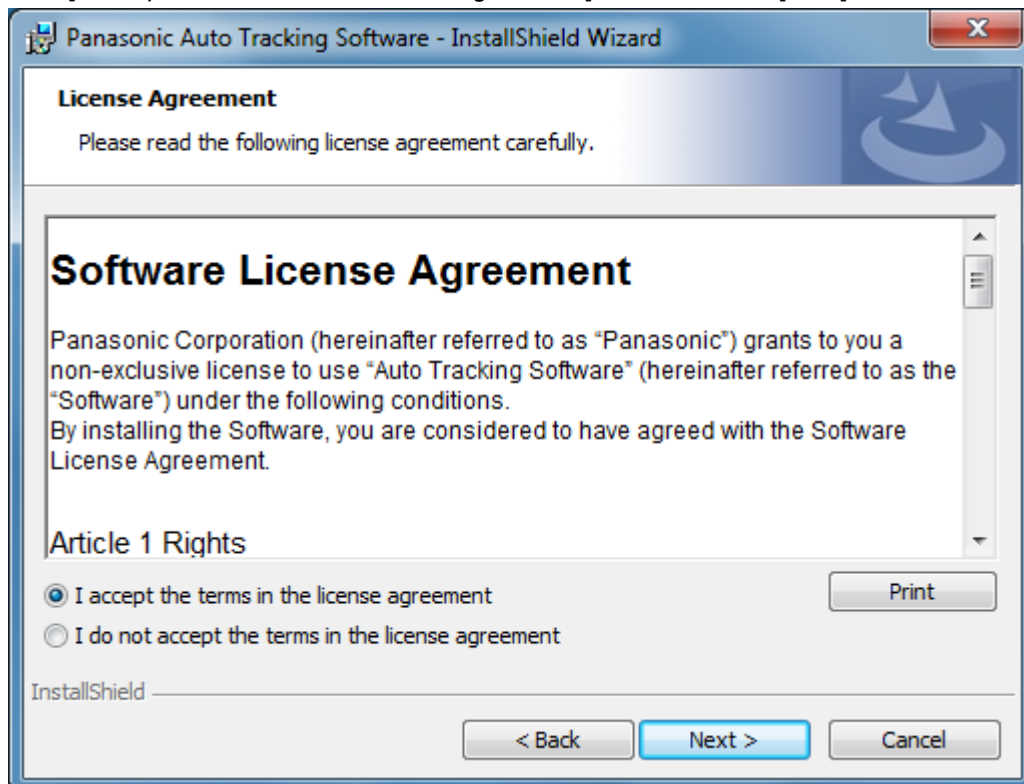 Panasonic Auto Tracking Software - InstallShield Wizard
License Agreement
Please read the following license agreement carefully.
Software License Agreement
Panasonic Corporation (hereinafter referred to as “Panasonic”) grants to you a
non-exclusive license to use “Auto Tracking Software” (hereinafter referred to as the
“Software”) under the following conditions.
By installing the Software, you are considered to have agreed with the Software
License Agreement.
Article 1 Rights
I accept the terms in the license agreement
Print
I do not accept the terms in the license agreement
InstallShield
< Back
Next >
Cancel